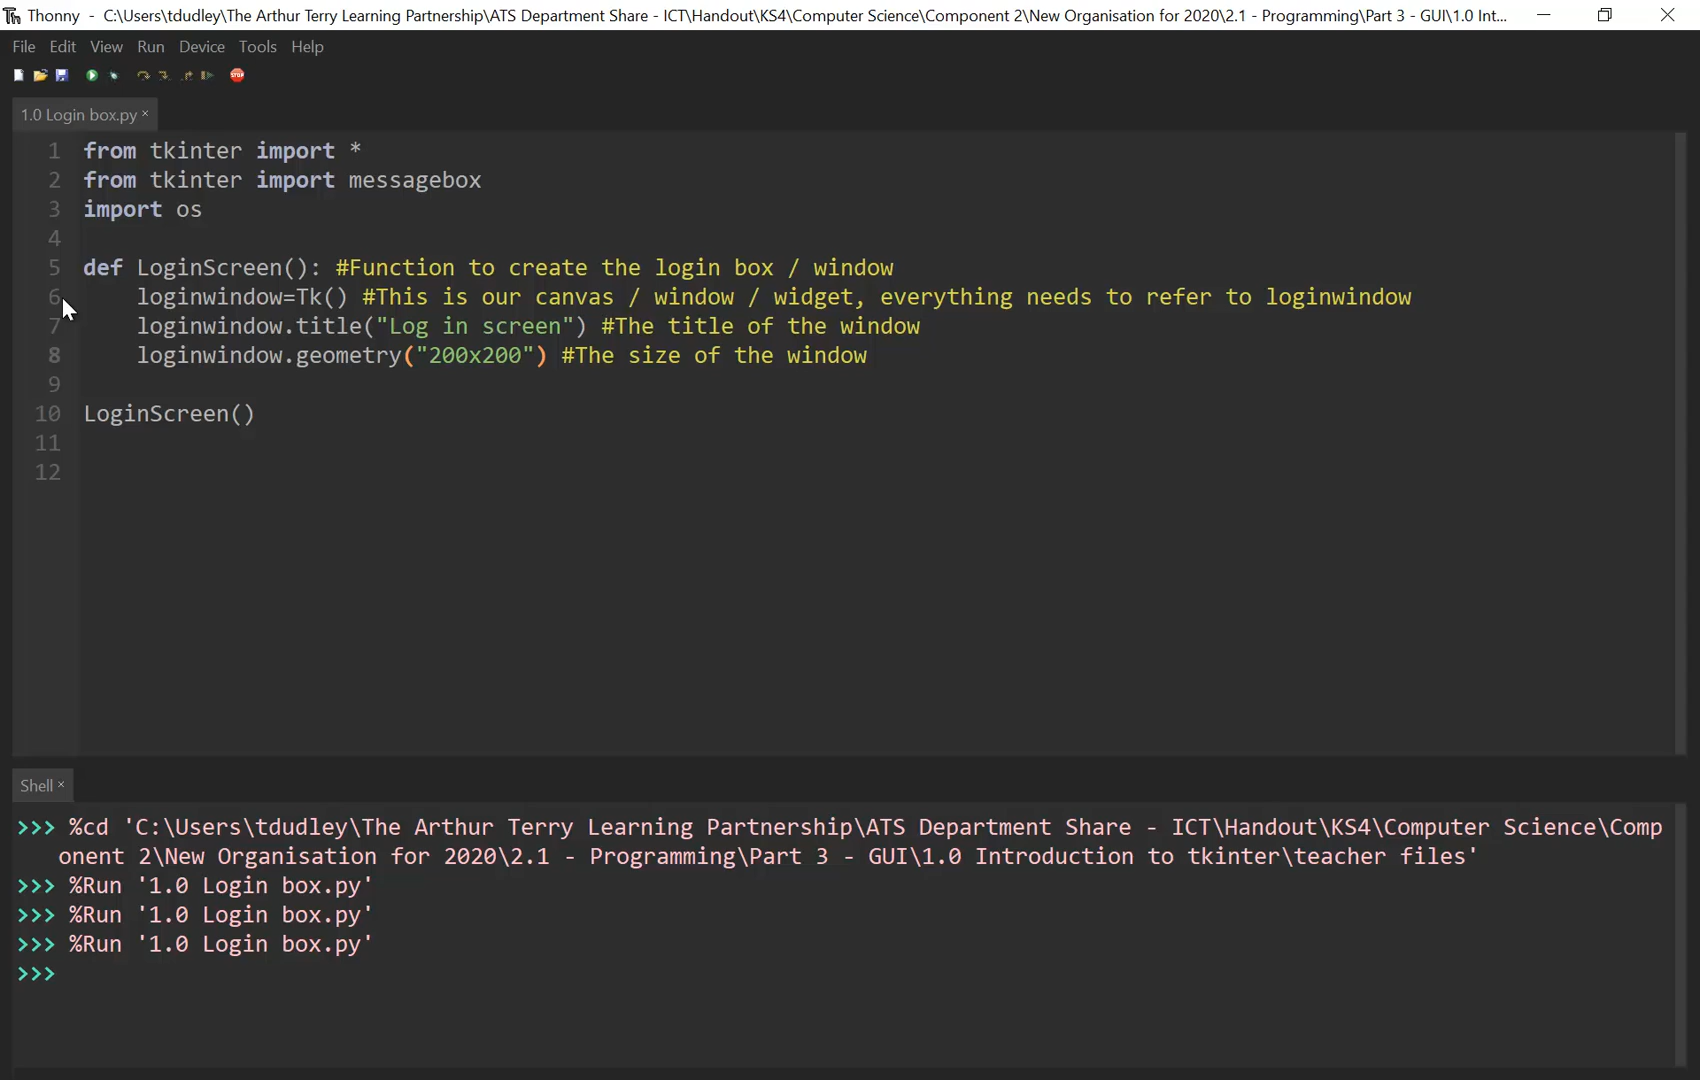 Thonny - C:\Users\tdudley\The Arthur Terry Learning Partnership\ATS Department Share - ICT\Handout\KS4\Computer Science\Component 2\New Organisation for 2020\2.1 - Programming\Part 3 - GUI\1.0 Int...
File Edit View Run Device Tools Help
STOP
1.0 Login box.py ×
1 from tkinter import *
2 from tkinter import messagebox
3 import os
4
5 def LoginScreen(): #Function to create the login box / window
6     loginwindow=Tk() #This is our canvas / window / widget, everything needs to refer to loginwindow
7     loginwindow.title("Log in screen") #The title of the window
8     loginwindow.geometry("200x200") #The size of the window
9
10 LoginScreen()
11
12
Shell ×
>>> %cd 'C:\Users\tdudley\The Arthur Terry Learning Partnership\ATS Department Share - ICT\Handout\KS4\Computer Science\Comp
onent 2\New Organisation for 2020\2.1 - Programming\Part 3 - GUI\1.0 Introduction to tkinter\teacher files'
>>> %Run '1.0 Login box.py'
>>> %Run '1.0 Login box.py'
>>> %Run '1.0 Login box.py'
>>>